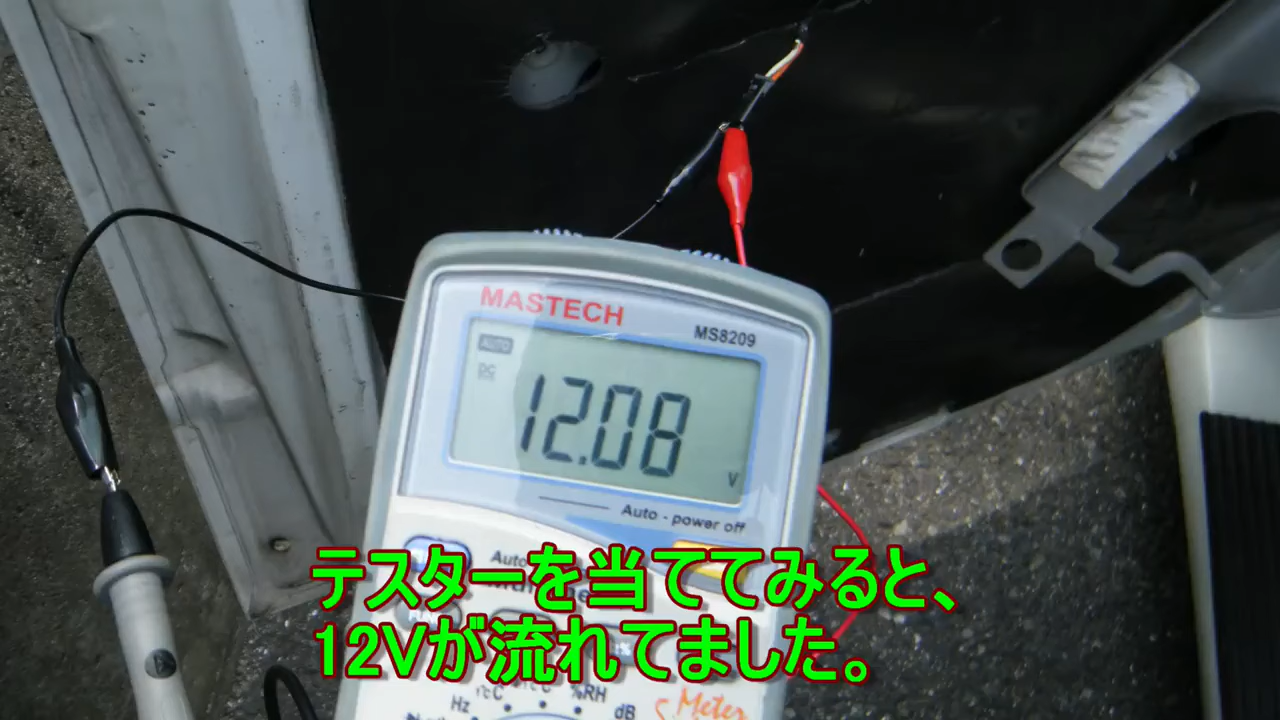 MASTECH
MS8209
AUTO
DC
12.08
V
Auto - power off
テスターを当ててみると、
12Vが流れてました。
Hz
°C
%RH
dB
Meter